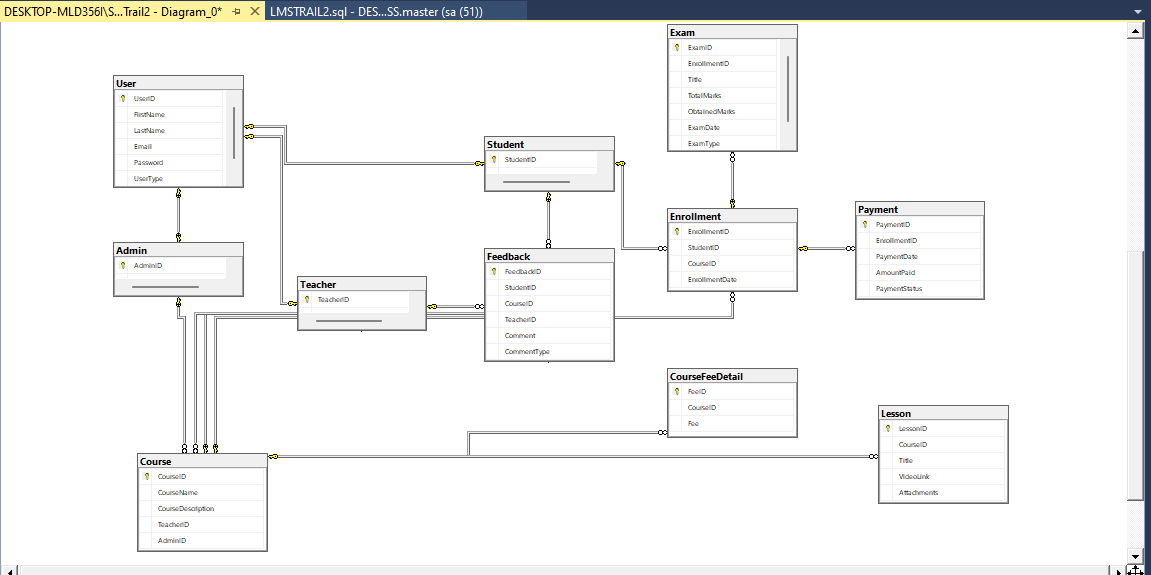 DESKTOP-MLD356I\S...Trail2 - Diagram_0*
LMSTRAIL2.sql - DES...SS.master (sa (51))
Exam
ExamID
EnrollmentID
Title
TotalMarks
ObtainedMarks
ExamDate
ExamType
User
UserID
FirstName
LastName
Email
Password
UserType
Student
StudentID
Enrollment
EnrollmentID
StudentID
CourseID
EnrollmentDate
Payment
PaymentID
EnrollmentID
PaymentDate
AmountPaid
PaymentStatus
Admin
AdminID
Feedback
FeedbackID
StudentID
CourseID
TeacherID
Comment
CommentType
Teacher
TeacherID
CourseFeeDetail
FeeID
CourseID
Fee
Lesson
LessonID
CourseID
Title
VideoLink
Attachments
Course
CourseID
CourseName
CourseDescription
TeacherID
AdminID